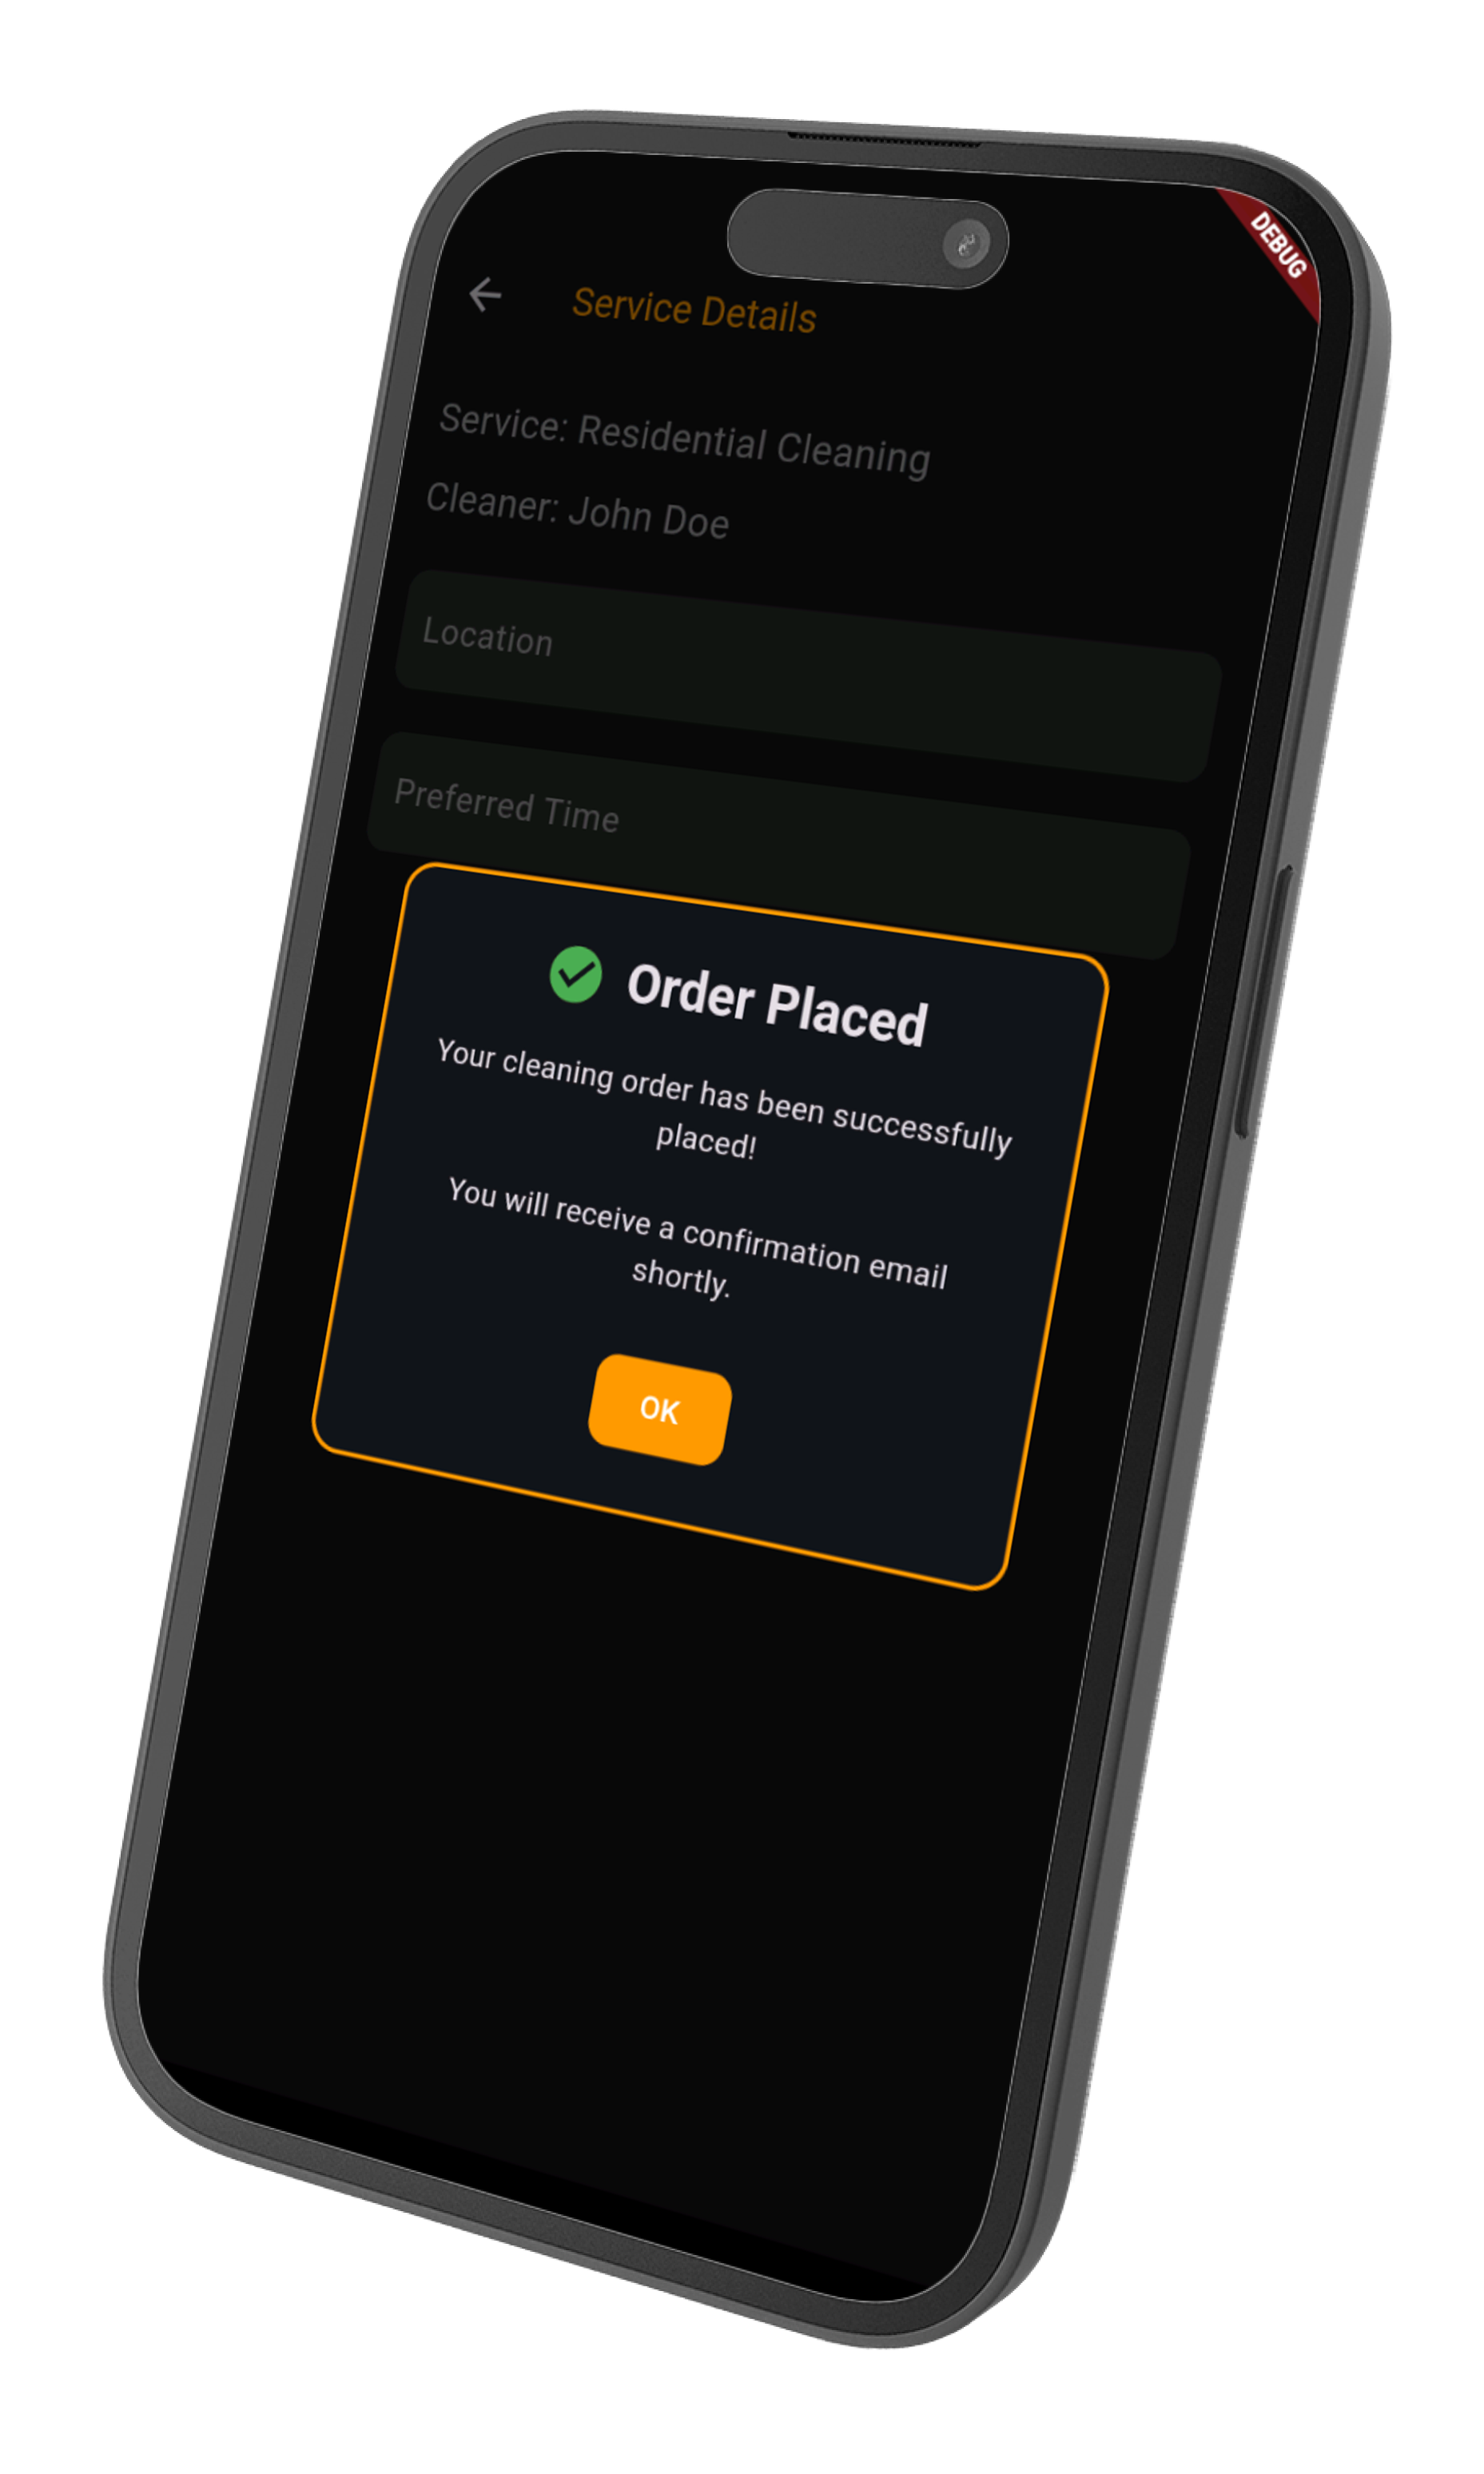 DEBUG
Service Details
Service: Residential Cleaning
Cleaner: John Doe
Location
Preferred Time
Order Placed
Your cleaning order has been successfully
placed!
You will receive a confirmation email
shortly.
OK